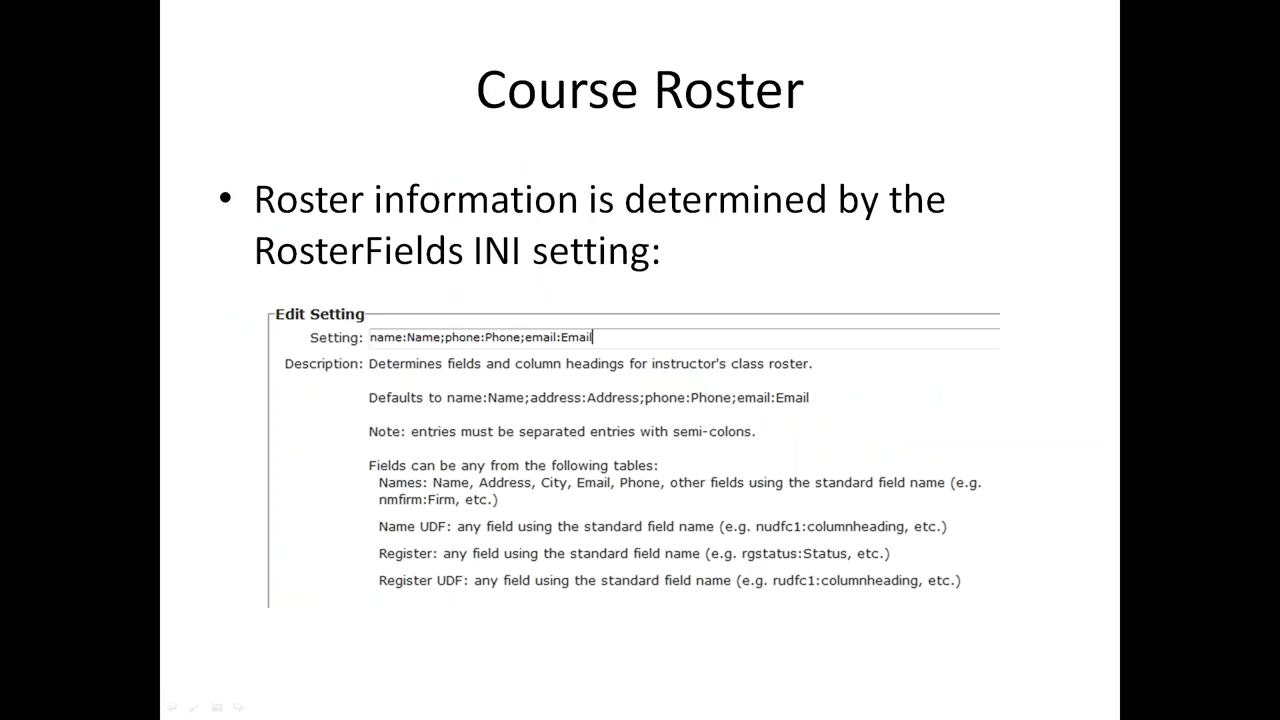 Course Roster
• Roster information is determined by the
RosterFields INI setting:
Edit Setting
Setting: name:Name;phone:Phone;email:Email
Description: Determines fields and column headings for instructor's class roster.
Defaults to name:Name;address:Address;phone:Phone;email:Email
Note: entries must be separated entries with semi-colons.
Fields can be any from the following tables:
Names: Name, Address, City, Email, Phone, other fields using the standard field name (e.g.
nmfirm:Firm, etc.)
Name UDF: any field using the standard field name (e.g. nudfc1:columnheading, etc.)
Register: any field using the standard field name (e.g. rgstatus:Status, etc.)
Register UDF: any field using the standard field name (e.g. rudfc1:columnheading, etc.)